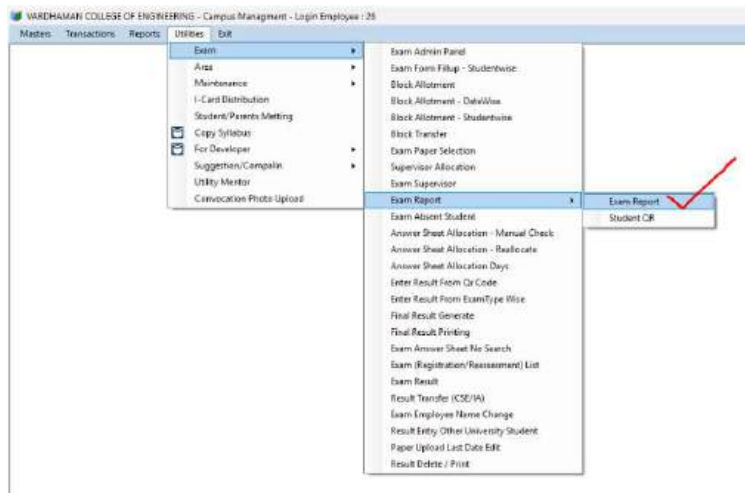 VARDHAMAN COLLEGE OF ENGINEERING - Campus Managment - Login Employee : 26
Masters Transactions Reports Utilities Exit
Exam
Area
Maintenance
I-Card Distribution
Student/Parents Metting
Copy Syllabus
For Developer
Suggestion/Compalin
Utility Mentor
Convocation Photo Upload
Exam Admin Panel
Exam Form Fillup - Studentwise
Block Allotment
Block Allotment - DateWise
Block Allotment - Studentwise
Block Transfer
Exam Paper Selection
Supervisor Allocation
Exam Supervisor
Exam Report
Exam Absent Student
Answer Sheet Allocation - Manual Check
Answer Sheet Allocation - Reallocate
Answer Sheet Allocation Days
Enter Result From Qr Code
Enter Result From ExamType Wise
Final Result Generate
Final Result Printing
Exam Answer Sheet No Search
Exam (Registration/Reassessment) List
Exam Result
Result Transfer (CSE/IA)
Exam Employee Name Change
Result Entry Other University Student
Paper Upload Last Date Edit
Result Delete / Print
Exam Report
Student QR